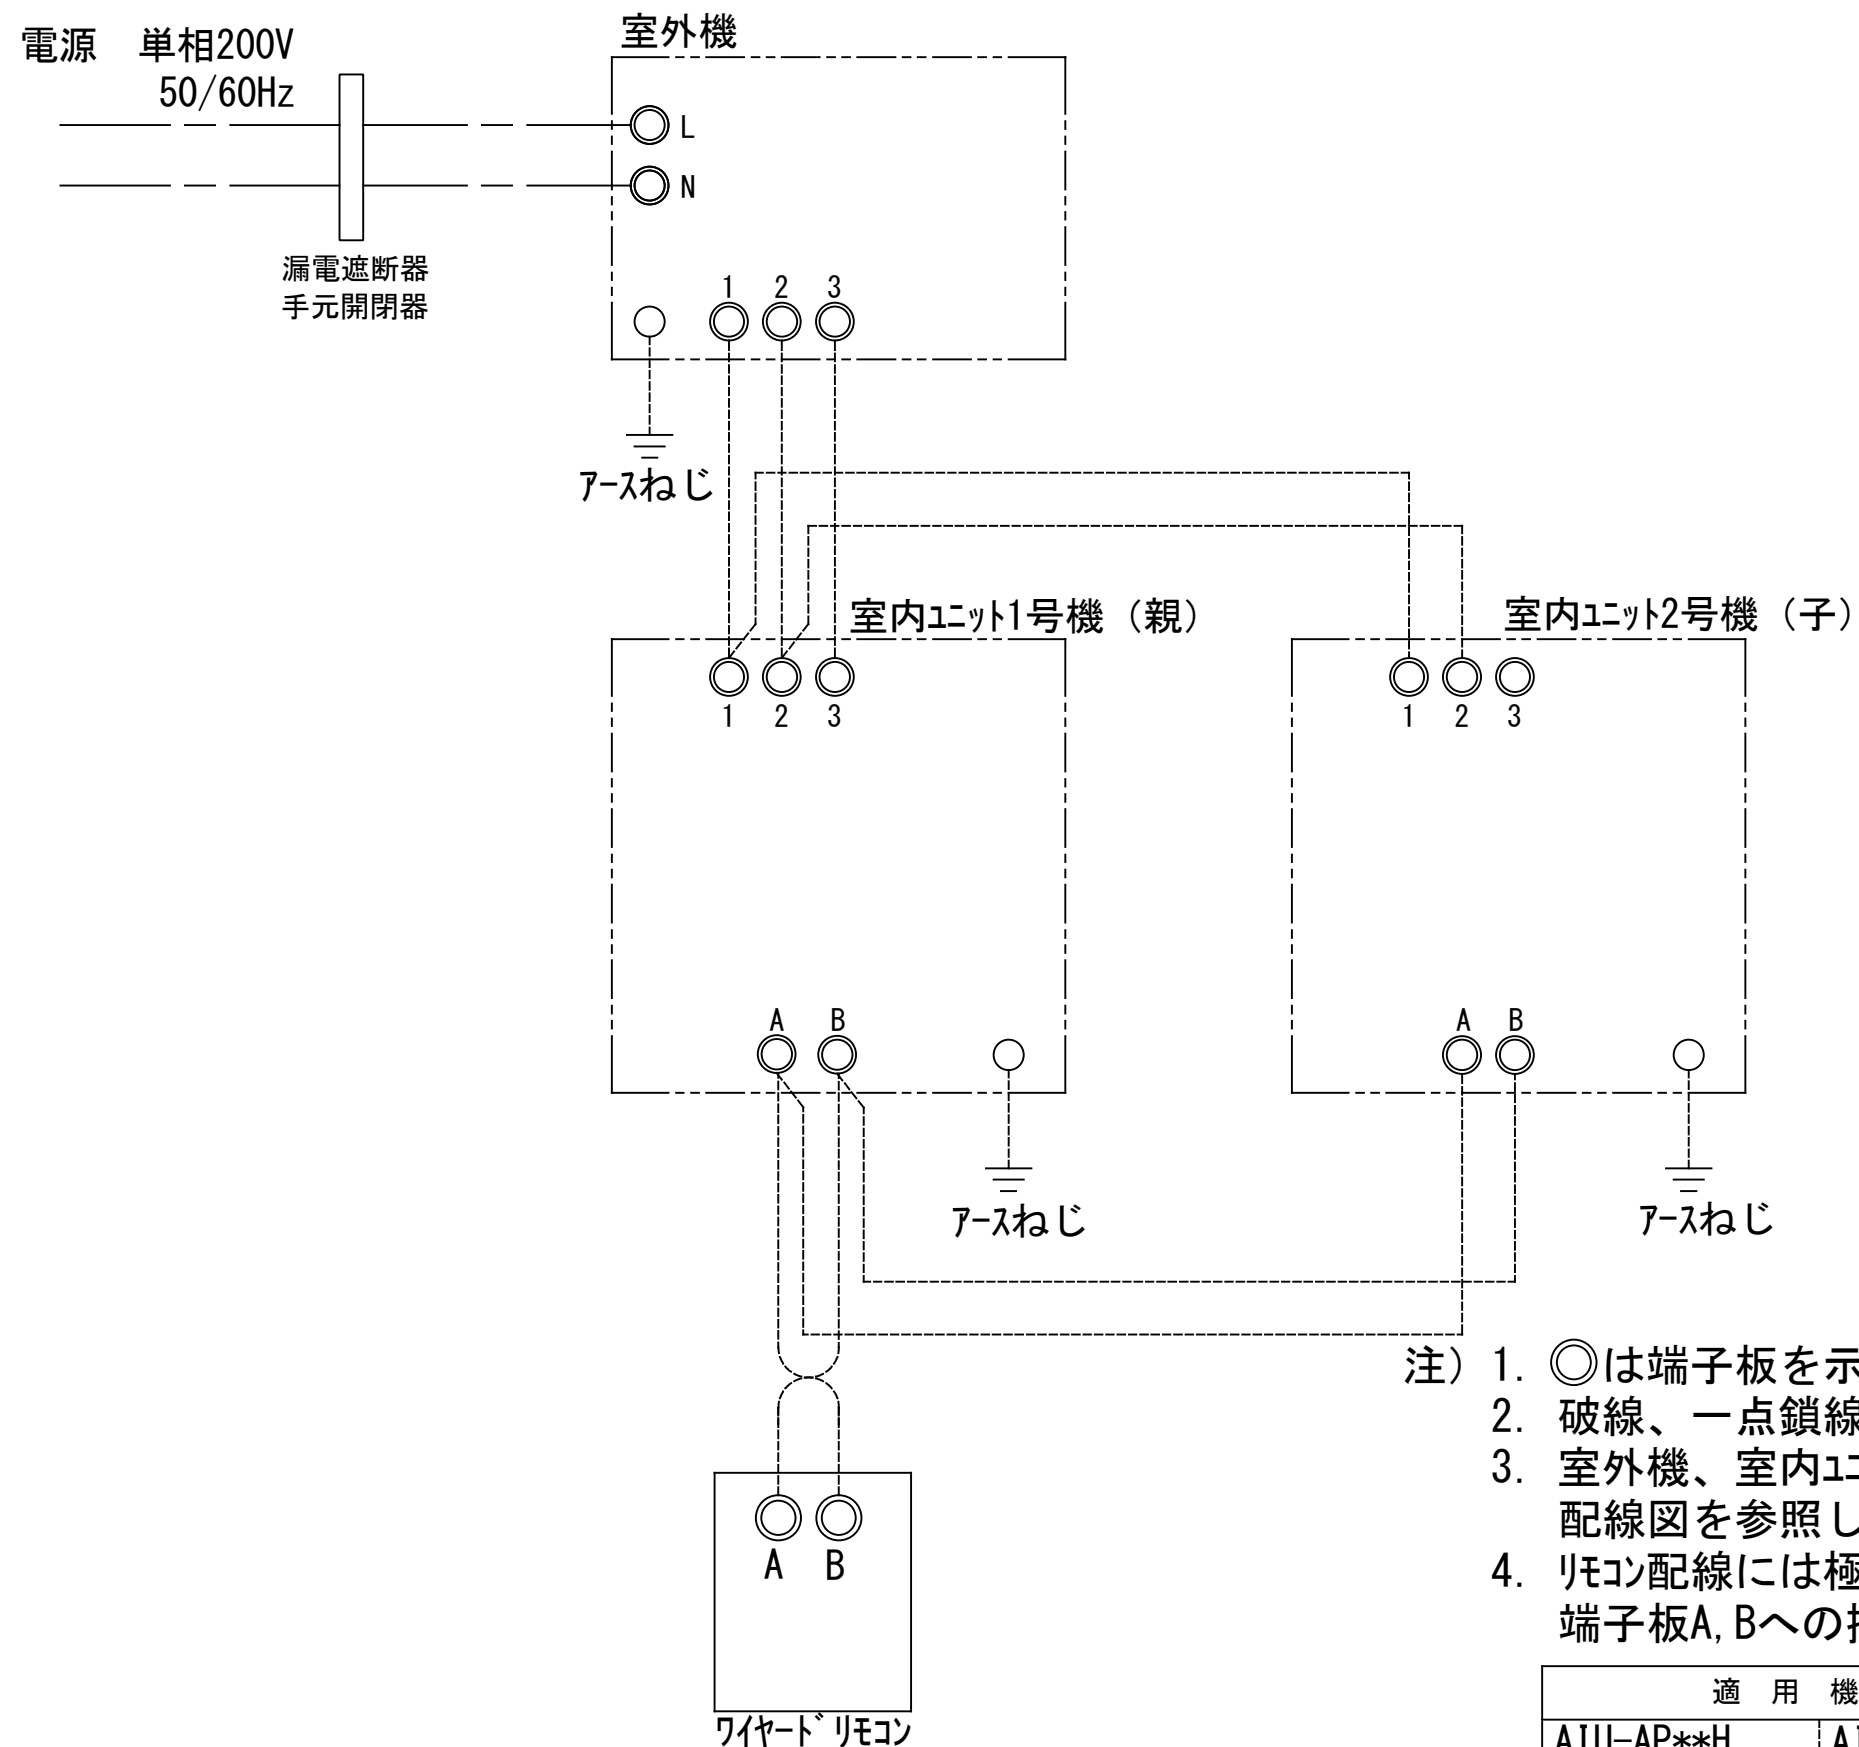 電源 単相200V
50/60Hz
漏電遮断器
手元開閉器
室外機
L
N
1 2 3
ｱｰｽねじ
室内ﾕﾆｯﾄ1号機（親）
1 2 3
室内ﾕﾆｯﾄ2号機（子）
1 2 3
A B
ｱｰｽねじ
A B
ｱｰｽねじ
A B
ﾜｲﾔｰﾄﾞﾘﾓｺﾝ
注）1. ◎は端子板を示
2. 破線、一点鎖線
3. 室外機、室内ﾕﾆ
配線図を参照し
4. ﾘﾓｺﾝ配線には極
端子板A,Bへの
適 用 機
AIU-AP**H